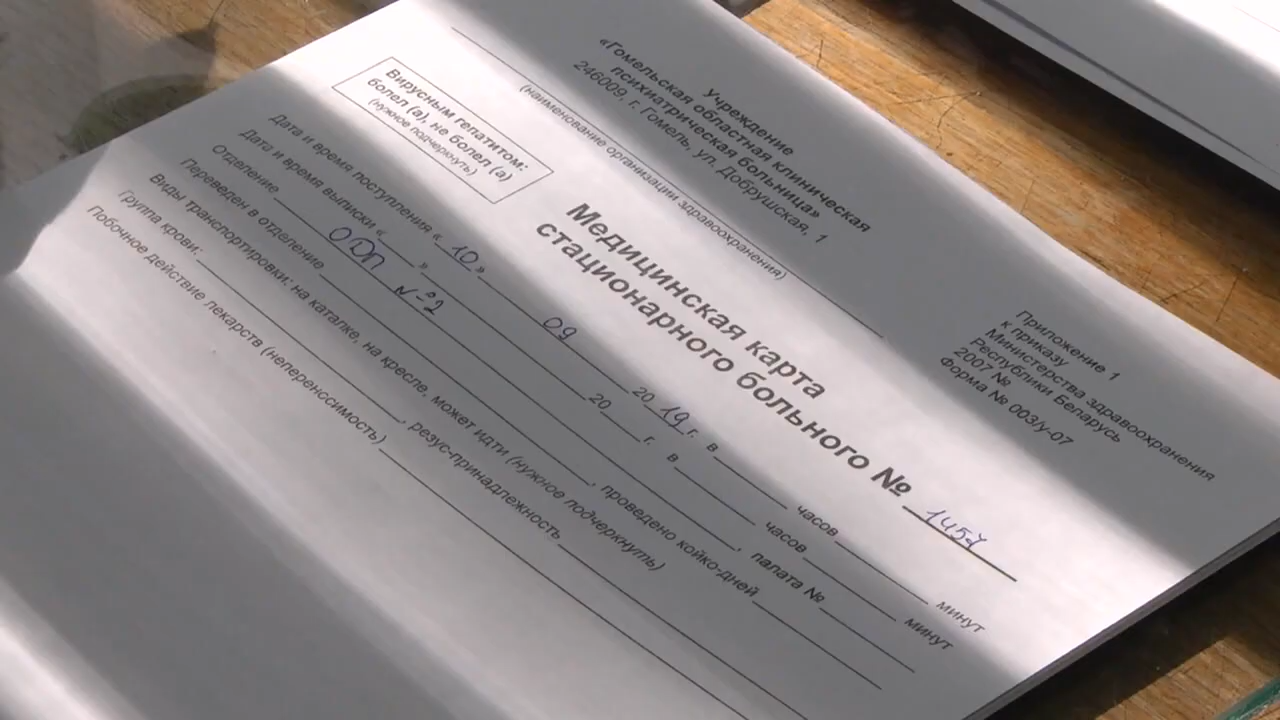 Учреждение
«Гомельская областная клиническая
психиатрическая больница»
246009, г. Гомель, ул. Добрушская, 1
(наименование организации здравоохранения)
Приложение 1
к приказу
Министерства здравоохранения
Республики Беларусь
2007 №
Форма № 003/у-07
Вирусным гепатитом:
болел (а), не болел (а)
(нужное подчеркнуть)
Медицинская карта
стационарного больного № 1457
Дата и время поступления « 10 » 09 20 19 г. в часов минут
Дата и время выписки « » 20 г. в часов минут
Отделение ОДп №2, палата №
Переведен в отделение, проведено койко-дней
Виды транспортировки: на каталке, на кресле, может идти (нужное подчеркнуть)
Группа крови: , резус-принадлежность
Побочное действие лекарств (непереносимость)